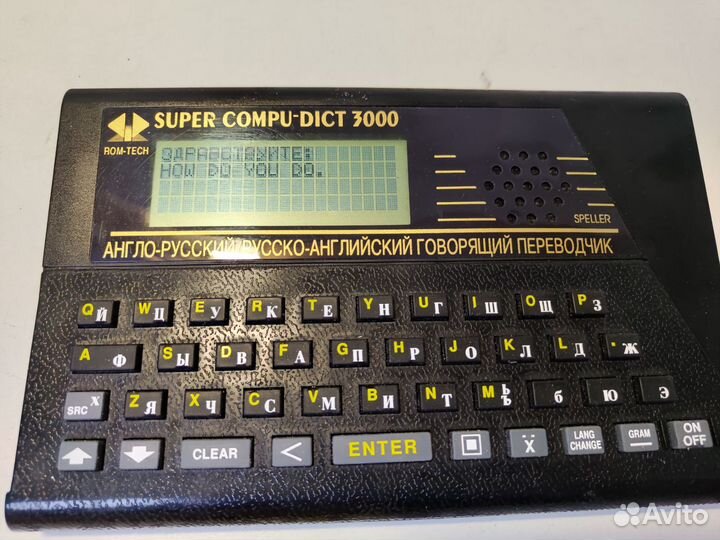 SUPER COMPU-DICT 3000
ROM-TECH
ЗДРАВСТВУЙТЕ!
HOW DO YOU DO.
SPELLER
АНГЛО-РУССКИЙ/РУССКО-АНГЛИЙСКИЙ ГОВОРЯЩИЙ ПЕРЕВОДЧИК
Q Й W Ц E У R К T Е Y Н U Г I Ш O Щ P З
A Ф S Ы D В F А G П H Р J О K Л L Д . Ж
SRC X Z Я X Ч C С V М B И N Т M Ь Ъ Б Ю Э
CLEAR < ENTER Ẍ LANG CHANGE GRAM ON OFF
Avito